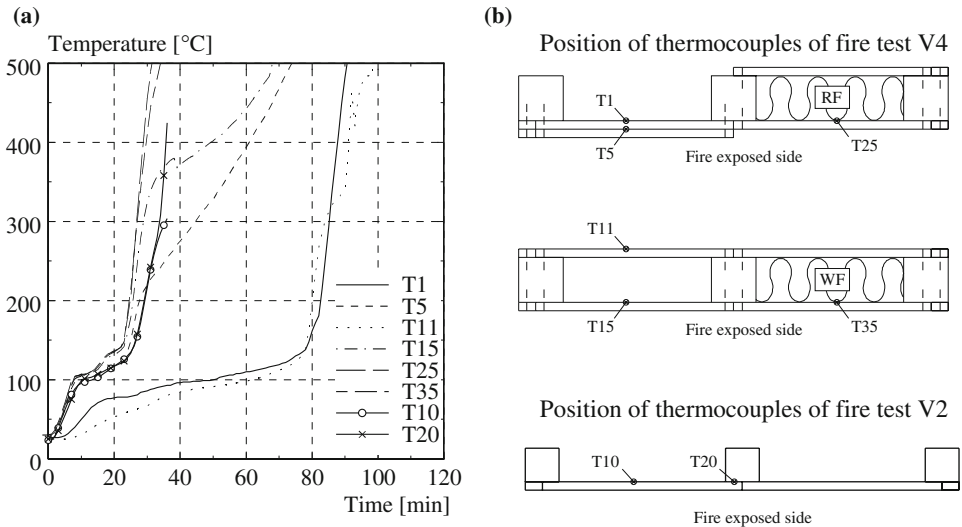 (a)
Temperature [°C]
500
400
300
200
100
0
0 20 40 60 80 100 120
Time [min]
T1
T5
T11
T15
T25
T35
T10
T20
(b)
Position of thermocouples of fire test V4
T1
RF
T5
T25
Fire exposed side
T11
WF
T15
T35
Fire exposed side
Position of thermocouples of fire test V2
T10
T20
Fire exposed side